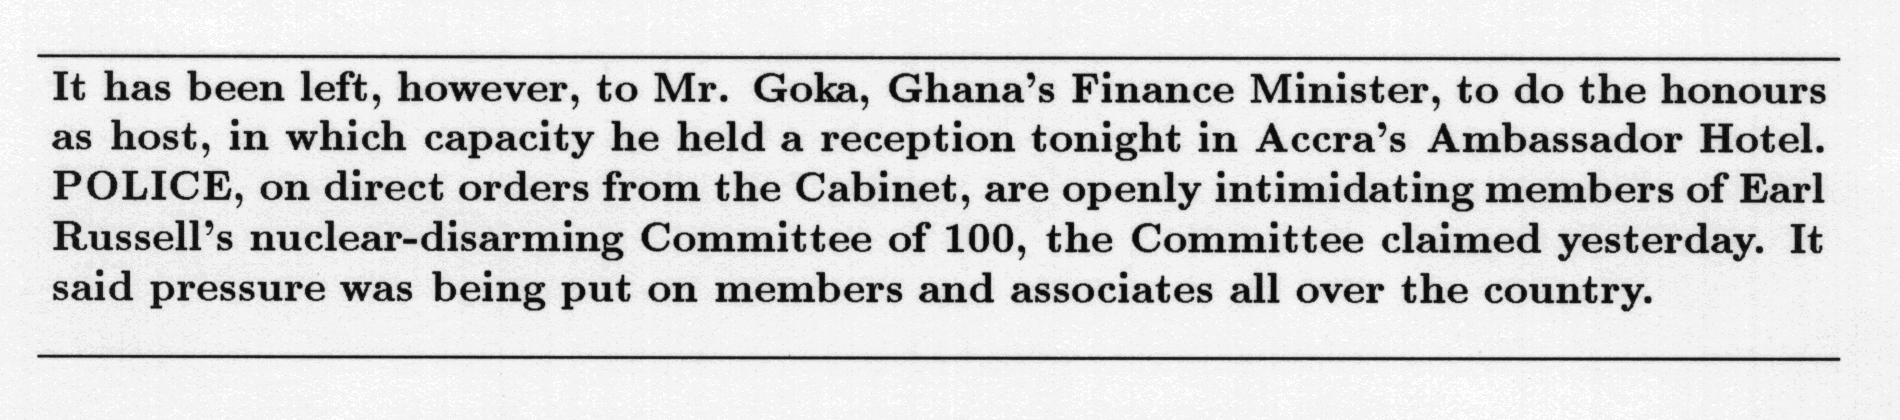 It has been left, however, to Mr. Goka, Ghana's Finance Minister, to do the honours
as host, in which capacity he held a reception tonight in Accra's Ambassador Hotel.
POLICE, on direct orders from the Cabinet, are openly intimidating members of Earl
Russell's nuclear-disarming Committee of 100, the Committee claimed yesterday. It
said pressure was being put on members and associates all over the country.